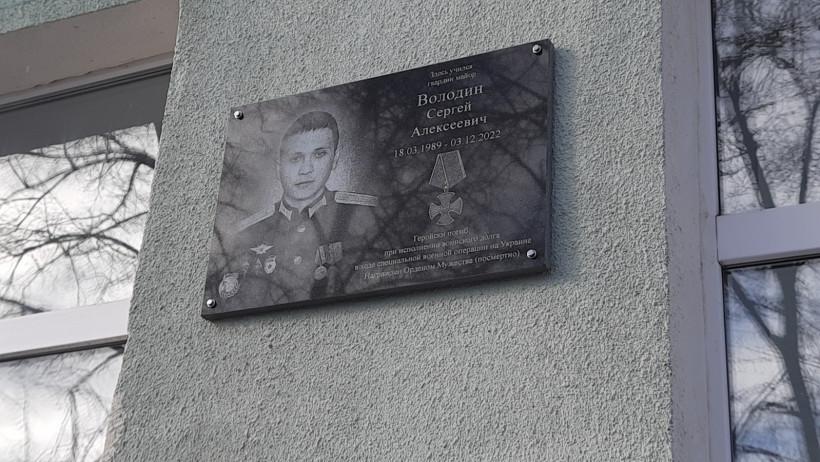 Здесь учился
гвардии майор
Володин
Сергей
Алексеевич
18.03.1989 - 03.12.2022
Геройски погиб
при исполнении воинского долга
в ходе специальной военной операции на Украине
Награжден Орденом Мужества (посмертно)